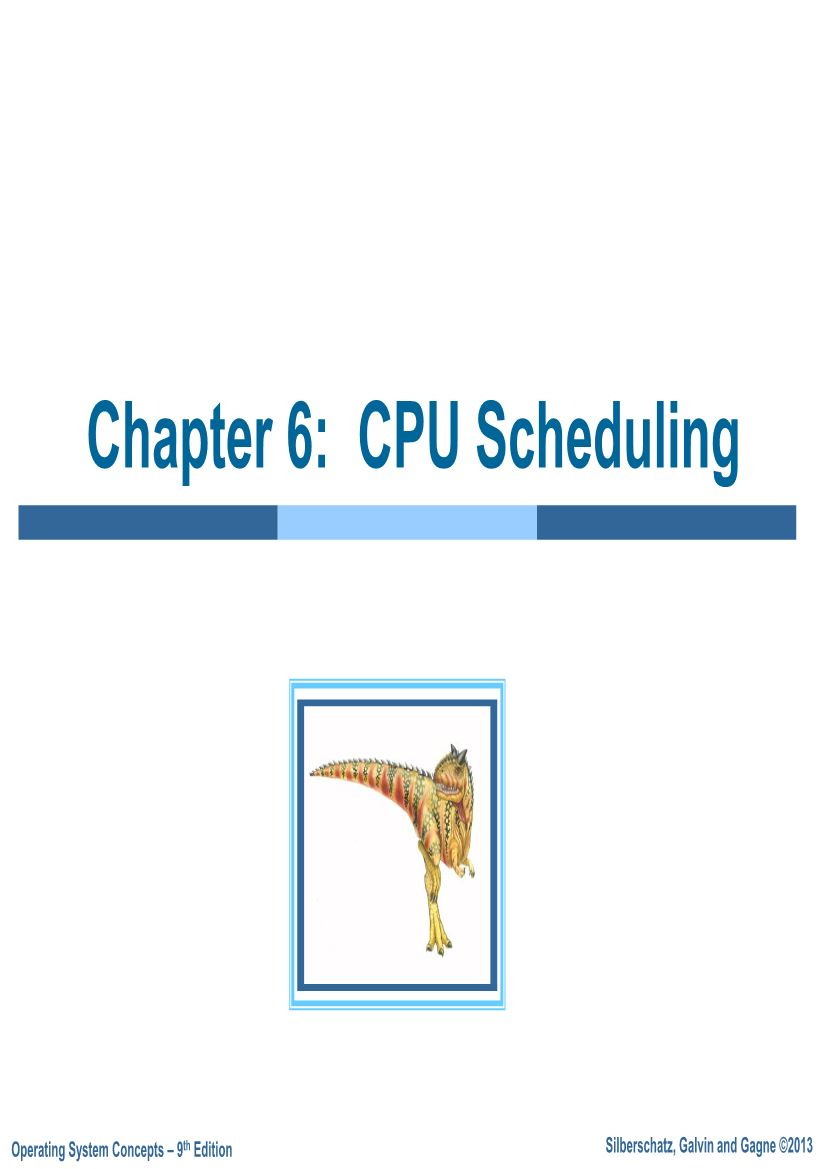 Chapter 6:  CPU Scheduling
Operating System Concepts – 9th Edition
Silberschatz, Galvin and Gagne ©2013